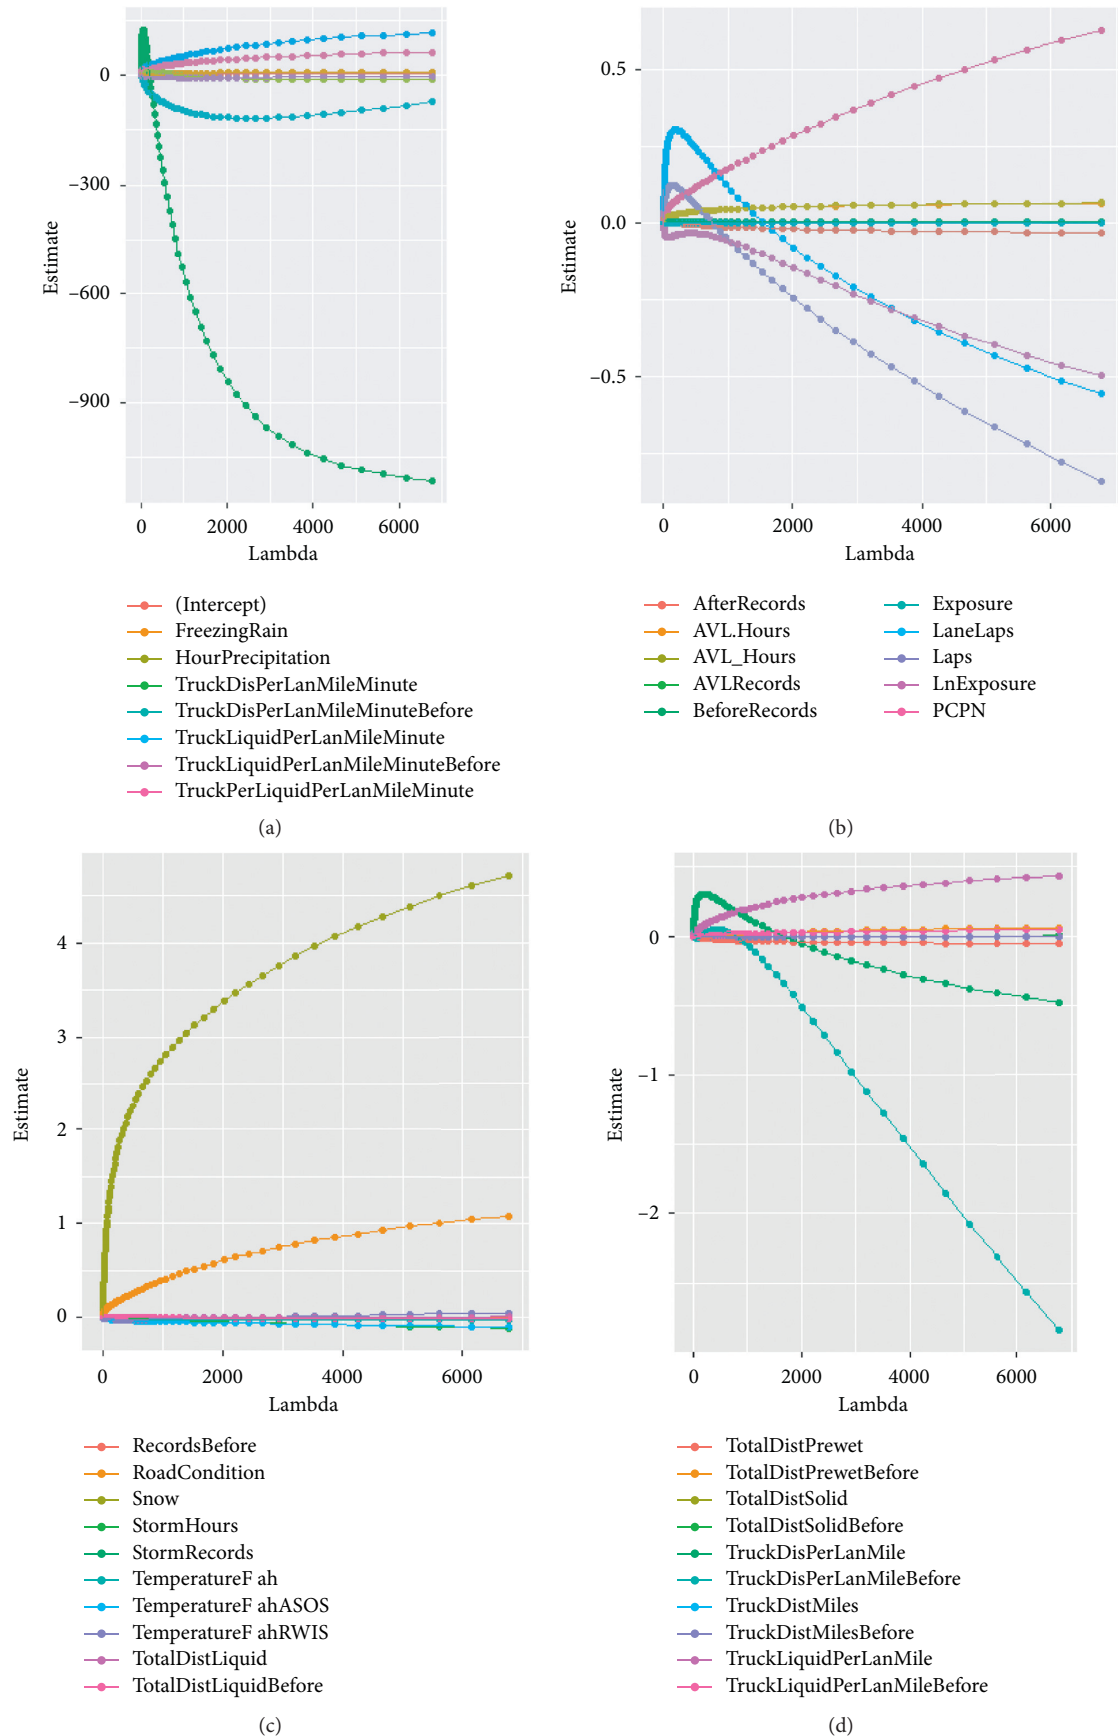 0
−300
−600
−900
Estimate
0
2000
4000
6000
Lambda
(Intercept)
FreezingRain
HourPrecipitation
TruckDisPerLanMileMinute
TruckDisPerLanMileMinuteBefore
TruckLiquidPerLanMileMinute
TruckLiquidPerLanMileMinuteBefore
TruckPerLiquidPerLanMileMinute
(a)
0.5
0.0
−0.5
Estimate
0
2000
4000
6000
Lambda
AfterRecords
AVL.Hours
AVL_Hours
AVLRecords
BeforeRecords
Exposure
LaneLaps
Laps
LnExposure
PCPN
(b)
4
3
2
1
0
Estimate
0
2000
4000
6000
Lambda
RecordsBefore
RoadCondition
Snow
StormHours
StormRecords
TemperatureF ah
TemperatureF ahASOS
TemperatureF ahRWIS
TotalDistLiquid
TotalDistLiquidBefore
(c)
0
−1
−2
Estimate
0
2000
4000
6000
Lambda
TotalDistPrewet
TotalDistPrewetBefore
TotalDistSolid
TotalDistSolidBefore
TruckDisPerLanMile
TruckDisPerLanMileBefore
TruckDistMiles
TruckDistMilesBefore
TruckLiquidPerLanMile
TruckLiquidPerLanMileBefore
(d)